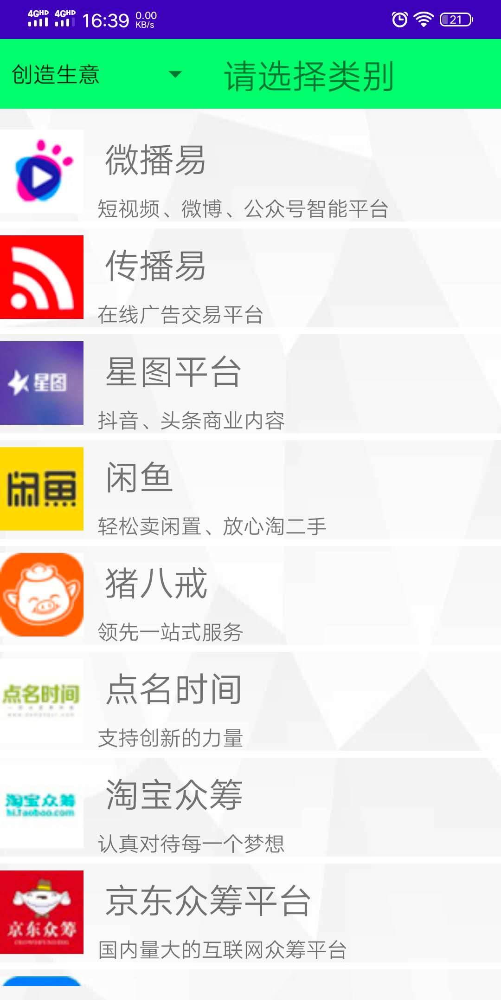 4GHD 4GHD 16:39 0.00 KB/s 21
创造生意 请选择类别
微播易
短视频、微博、公众号智能平台
传播易
在线广告交易平台
星图
星图平台
抖音、头条商业内容
闲鱼
闲鱼
轻松卖闲置、放心淘二手
猪八戒
领先一站式服务
点名时间
点名时间
支持创新的力量
淘宝众筹
hi.taobao.com
淘宝众筹
认真对待每一个梦想
京东众筹
京东众筹平台
国内量大的互联网众筹平台